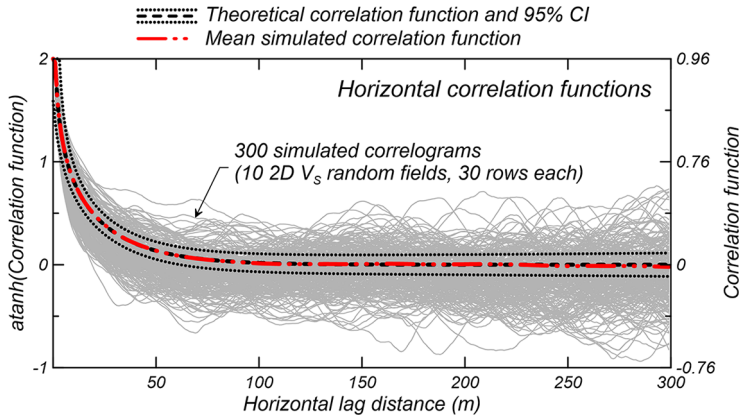 Theoretical correlation function and 95% CI
Mean simulated correlation function
Horizontal correlation functions
300 simulated correlograms
(10 2D VS random fields, 30 rows each)
atanh(Correlation function)
2
1
0
-1
0.96
0.76
0
-0.76
Correlation function
50
100
150
200
250
300
Horizontal lag distance (m)